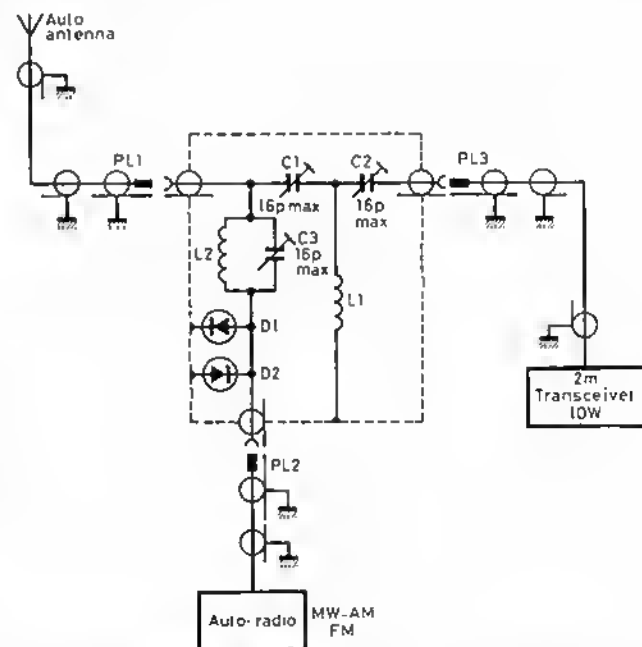 Auto
antenna
PL1
C1
C2
PL3
16p max
16p
max
L2
C3
16p
max
L1
D1
D2
2m
Transceiver
10W
PL2
Auto-radio
MW-AM
FM